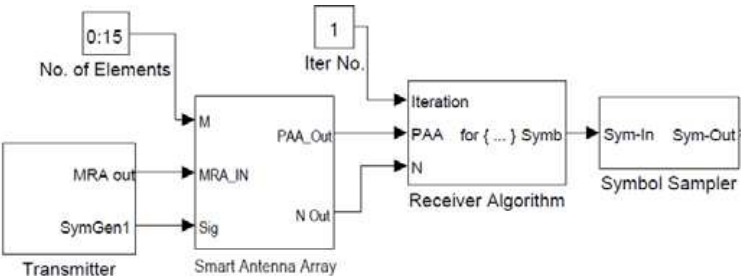 0:15
No. of Elements
1
Iter No.
M
MRA_IN
Sig
PAA_Out
N Out
Smart Antenna Array
MRA out
SymGen1
Transmitter
Iteration
PAA for { ... } Symb
N
Receiver Algorithm
Sym-In Sym-Out
Symbol Sampler